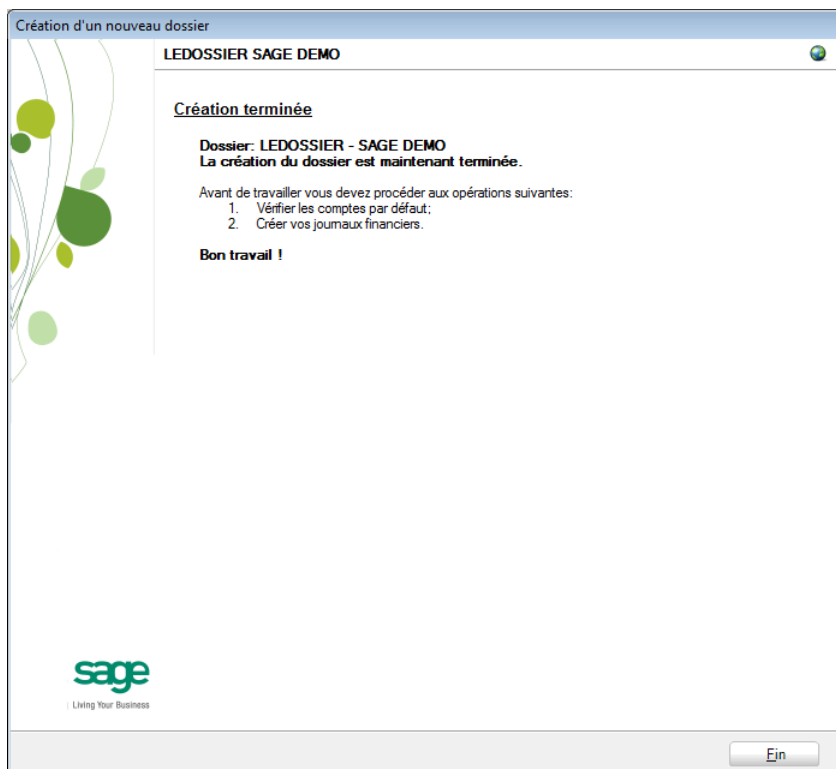 Création d'un nouveau dossier
LEDOSSIER SAGE DEMO
Création terminée
Dossier: LEDOSSIER - SAGE DEMO
La création du dossier est maintenant terminée.
Avant de travailler vous devez procéder aux opérations suivantes:
1. Vérifier les comptes par défaut;
2. Créer vos journaux financiers.
Bon travail !
sage
Living Your Business
Fin